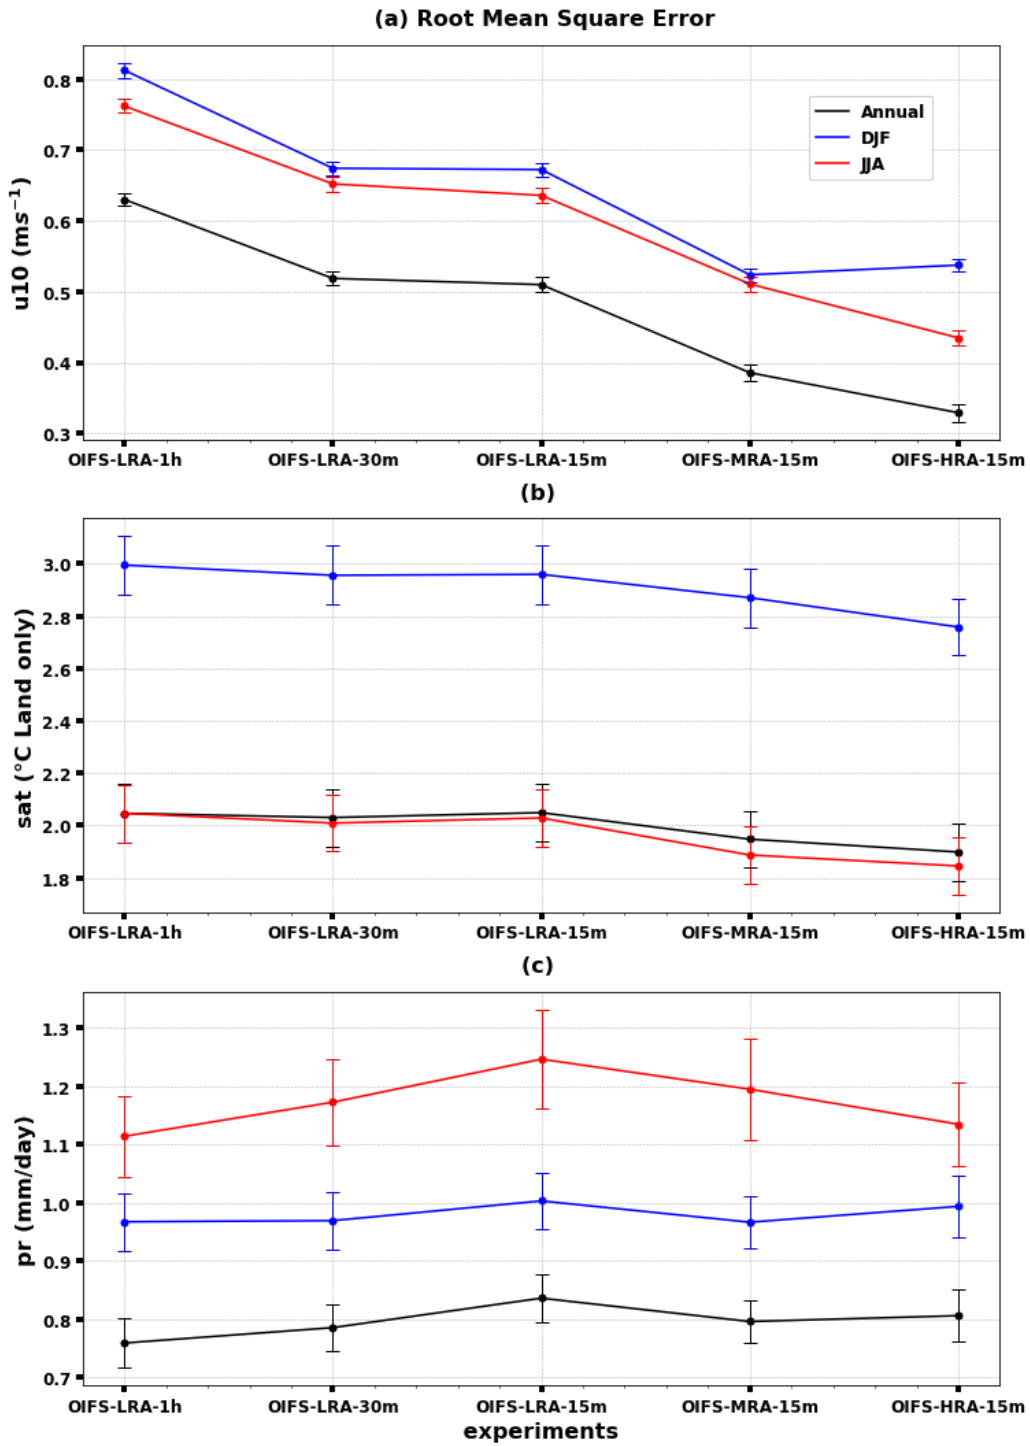 (a) Root Mean Square Error
u10 (ms⁻¹)
0.8
0.7
0.6
0.5
0.4
0.3
Annual
DJF
JJA
OIFS-LRA-1h OIFS-LRA-30m OIFS-LRA-15m OIFS-MRA-15m OIFS-HRA-15m
(b)
sat (°C Land only)
3.0
2.8
2.6
2.4
2.2
2.0
1.8
OIFS-LRA-1h OIFS-LRA-30m OIFS-LRA-15m OIFS-MRA-15m OIFS-HRA-15m
(c)
pr (mm/day)
1.3
1.2
1.1
1.0
0.9
0.8
0.7
OIFS-LRA-1h OIFS-LRA-30m OIFS-LRA-15m OIFS-MRA-15m OIFS-HRA-15m
experiments